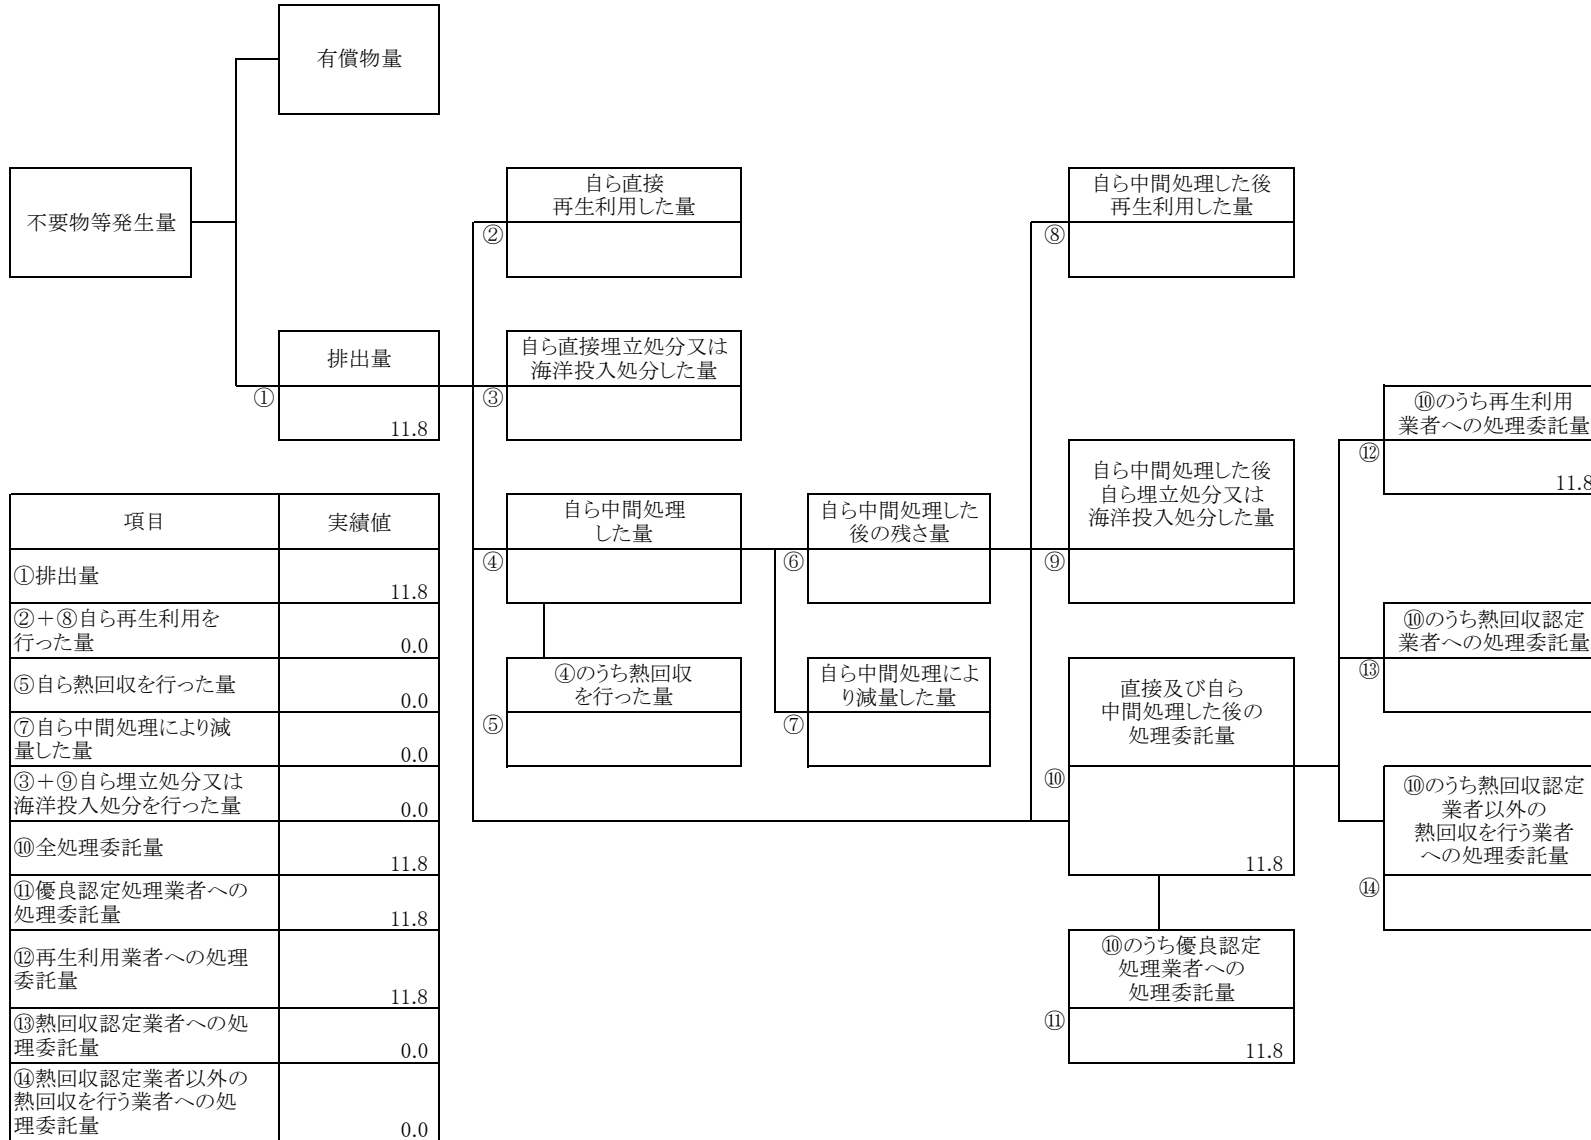 有償物量
不要物等発生量
排出量
①
11.8
自ら直接
再生利用した量
②
自ら直接埋立処分又は
海洋投入処分した量
③
自ら中間処理
した量
④
④のうち熱回収
を行った量
⑤
自ら中間処理した
後の残さ量
⑥
自ら中間処理によ
り減量した量
⑦
自ら中間処理した後
再生利用した量
⑧
自ら中間処理した後
自ら埋立処分又は
海洋投入処分した量
⑨
直接及び自ら
中間処理した後の
処理委託量
⑩
11.8
⑩のうち優良認定
処理業者への
処理委託量
⑪
11.8
⑩のうち再生利用
業者への処理委託量
⑫
11.8
⑩のうち熱回収認定
業者への処理委託量
⑬
⑩のうち熱回収認定
業者以外の
熱回収を行う業者
への処理委託量
⑭
項目 実績値
①排出量 11.8
②＋⑧自ら再生利用を
行った量 0.0
⑤自ら熱回収を行った量 0.0
⑦自ら中間処理により減
量した量 0.0
③＋⑨自ら埋立処分又は
海洋投入処分を行った量 0.0
⑩全処理委託量 11.8
⑪優良認定処理業者への
処理委託量 11.8
⑫再生利用業者への処理
委託量 11.8
⑬熱回収認定業者への処
理委託量 0.0
⑭熱回収認定業者以外の
熱回収を行う業者への処
理委託量 0.0